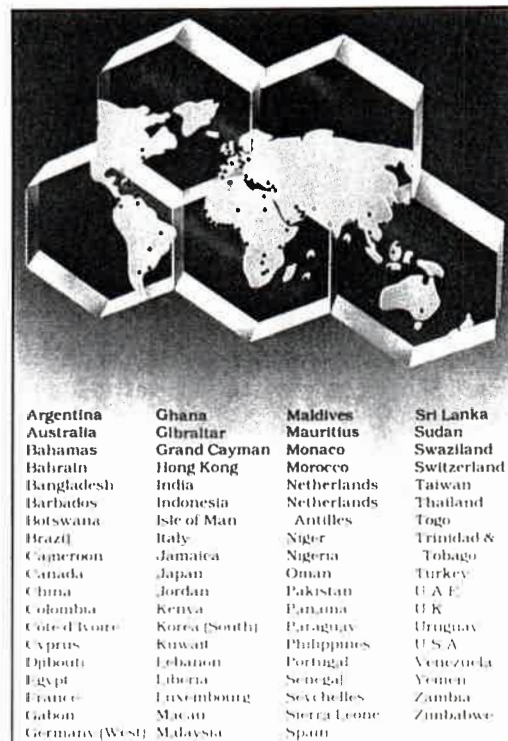 Argentina
Australia
Bahamas
Bahrain
Bangladesh
Barbados
Botswana
Brazil
Cameroon
Canada
China
Colombia
Côte d'Ivoire
Cyprus
Djibouti
Egypt
France
Gabon
Germany (West)
Ghana
Gibraltar
Grand Cayman
Hong Kong
India
Indonesia
Isle of Man
Italy
Jamaica
Japan
Jordan
Kenya
Korea (South)
Kuwait
Lebanon
Liberia
Luxembourg
Macau
Malaysia
Maldives
Mauritius
Monaco
Morocco
Netherlands
Netherlands
Antilles
Niger
Nigeria
Oman
Pakistan
Panama
Paraguay
Philippines
Portugal
Senegal
Seychelles
Sierra Leone
Spain
Sri Lanka
Sudan
Swaziland
Switzerland
Taiwan
Thailand
Togo
Trinidad &
Tobago
Turkey
U.A.E.
U.K.
Uruguay
U.S.A.
Venezuela
Yemen
Zambia
Zimbabwe